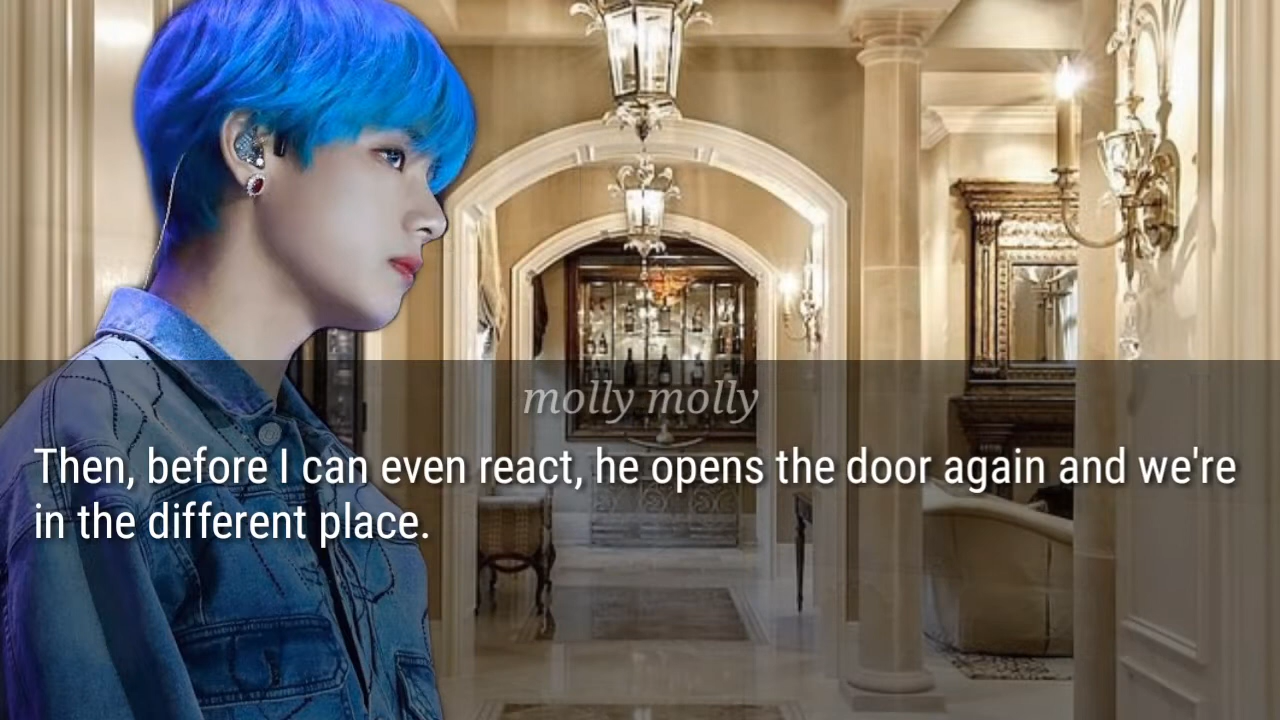 molly molly
Then, before I can even react, he opens the door again and we're
in the different place.